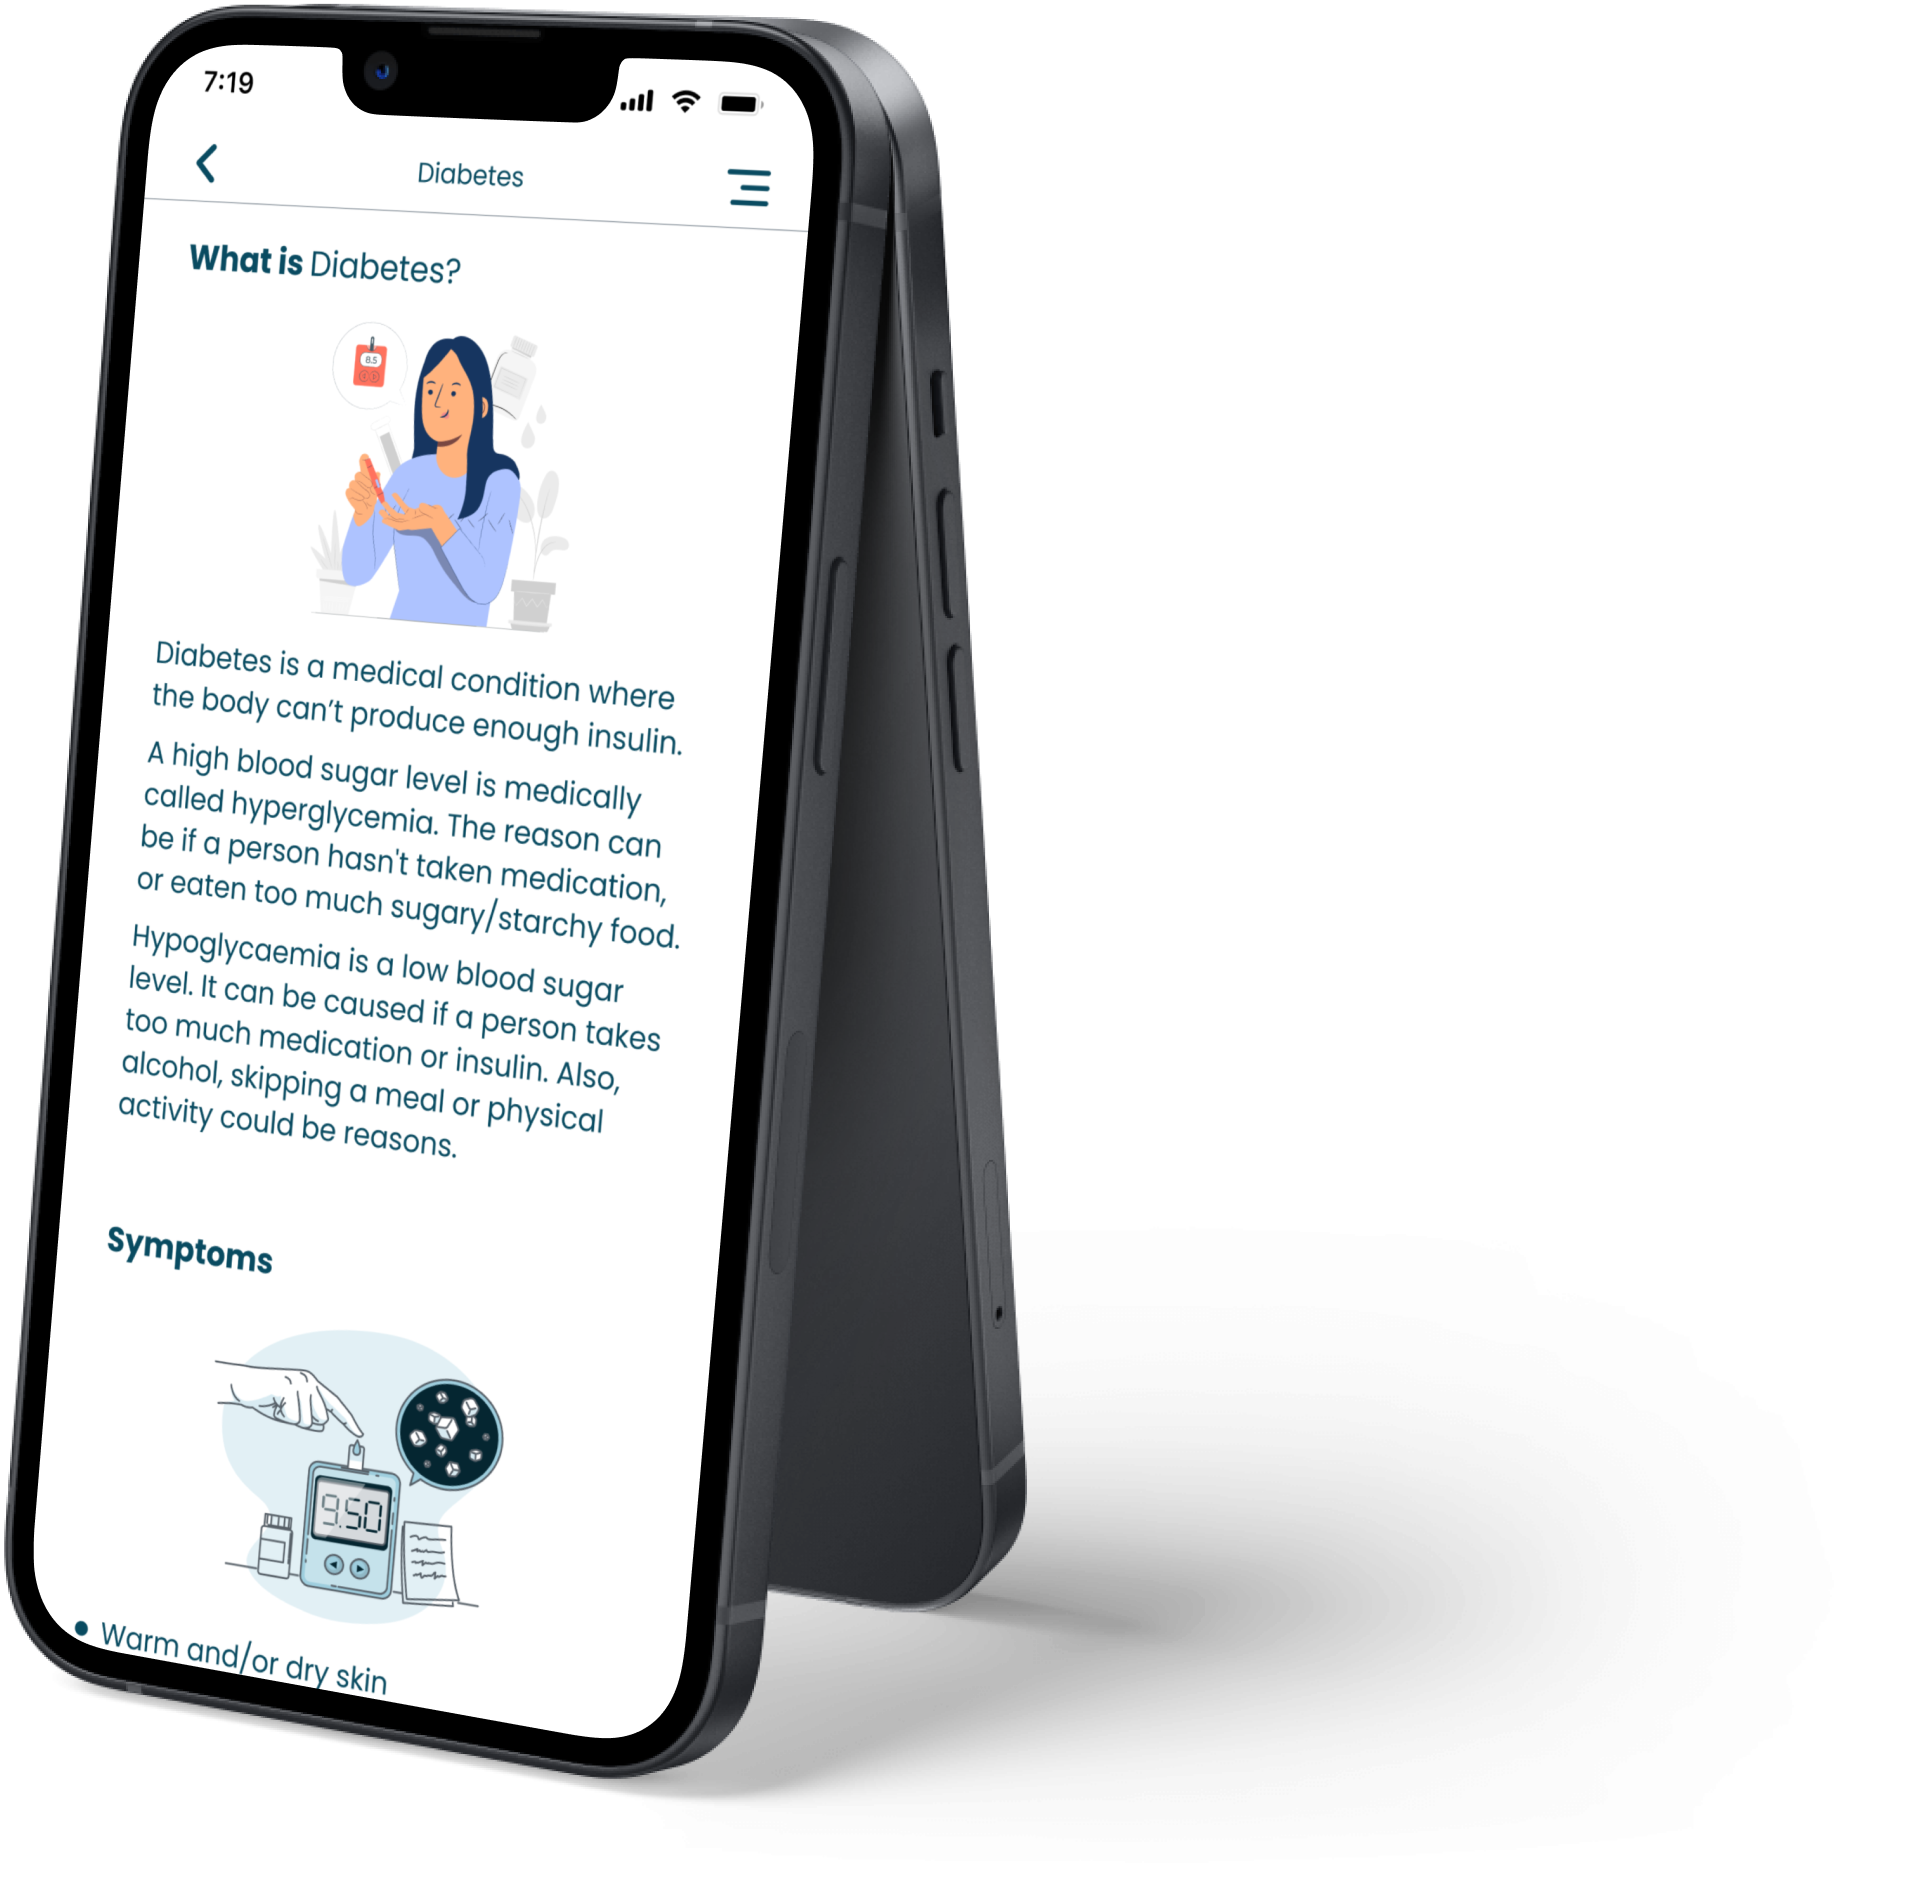 7:19
Diabetes
What is Diabetes?
8.5
Diabetes is a medical condition where
the body can’t produce enough insulin.
A high blood sugar level is medically
called hyperglycemia. The reason can
be if a person hasn't taken medication,
or eaten too much sugary/starchy food.
Hypoglycaemia is a low blood sugar
level. It can be caused if a person takes
too much medication or insulin. Also,
alcohol, skipping a meal or physical
activity could be reasons.
Symptoms
9.50
• Warm and/or dry skin